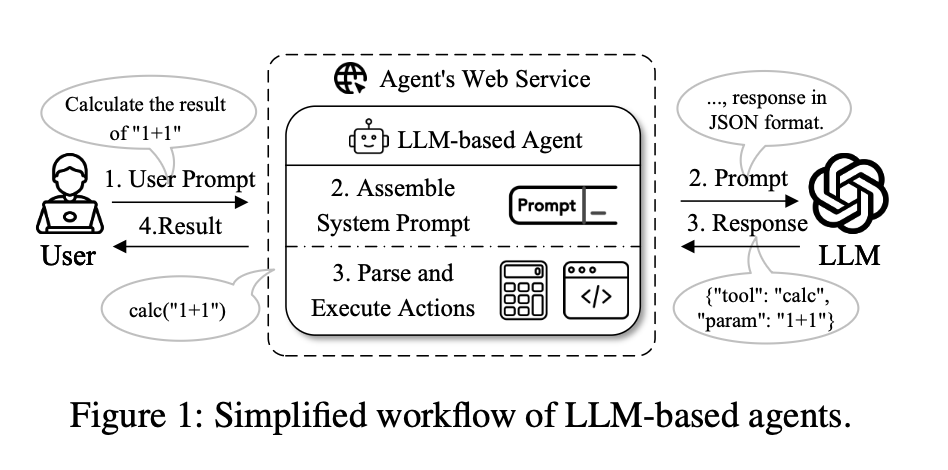 Agent's Web Service
Calculate the result
of "1+1"
..., response in
JSON format.
LLM-based Agent
1. User Prompt
2. Assemble
System Prompt
Prompt _
2. Prompt
4.Result
3. Response
User
LLM
3. Parse and
Execute Actions
</>
calc("1+1")
{"tool": "calc",
"param": "1+1"}
Figure 1: Simplified workflow of LLM-based agents.